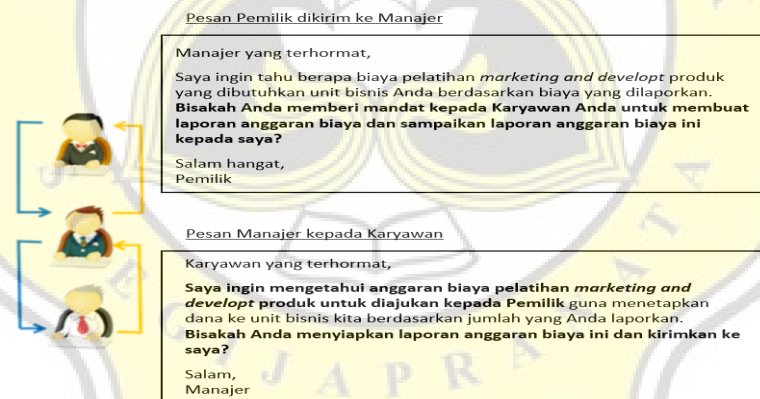 Pesan Pemilik dikirim ke Manajer
Manajer yang terhormat,
Saya ingin tahu berapa biaya pelatihan marketing and developt produk
yang dibutuhkan unit bisnis Anda berdasarkan biaya yang dilaporkan.
Bisakah Anda memberi mandat kepada Karyawan Anda untuk membuat
laporan anggaran biaya dan sampaikan laporan anggaran biaya ini
kepada saya?
Salam hangat,
Pemilik
Pesan Manajer kepada Karyawan
Karyawan yang terhormat,
Saya ingin mengetahui anggaran biaya pelatihan marketing and
developt produk untuk diajukan kepada Pemilik guna menetapkan
dana ke unit bisnis kita berdasarkan jumlah yang Anda laporkan.
Bisakah Anda menyiapkan laporan anggaran biaya ini dan kirimkan ke
saya?
Salam,
Manajer